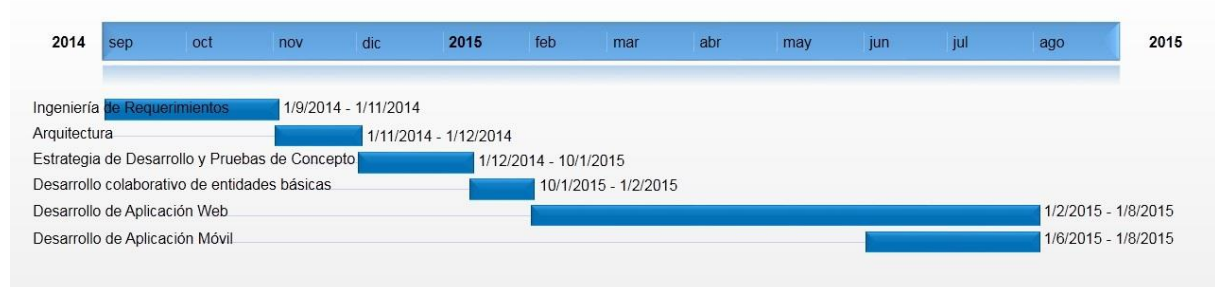 2014 sep oct nov dic 2015 feb mar abr may jun jul ago 2015
Ingeniería de Requerimientos 1/9/2014 - 1/11/2014
Arquitectura 1/11/2014 - 1/12/2014
Estrategia de Desarrollo y Pruebas de Concepto 1/12/2014 - 10/1/2015
Desarrollo colaborativo de entidades básicas 10/1/2015 - 1/2/2015
Desarrollo de Aplicación Web 1/2/2015 - 1/8/2015
Desarrollo de Aplicación Móvil 1/6/2015 - 1/8/2015